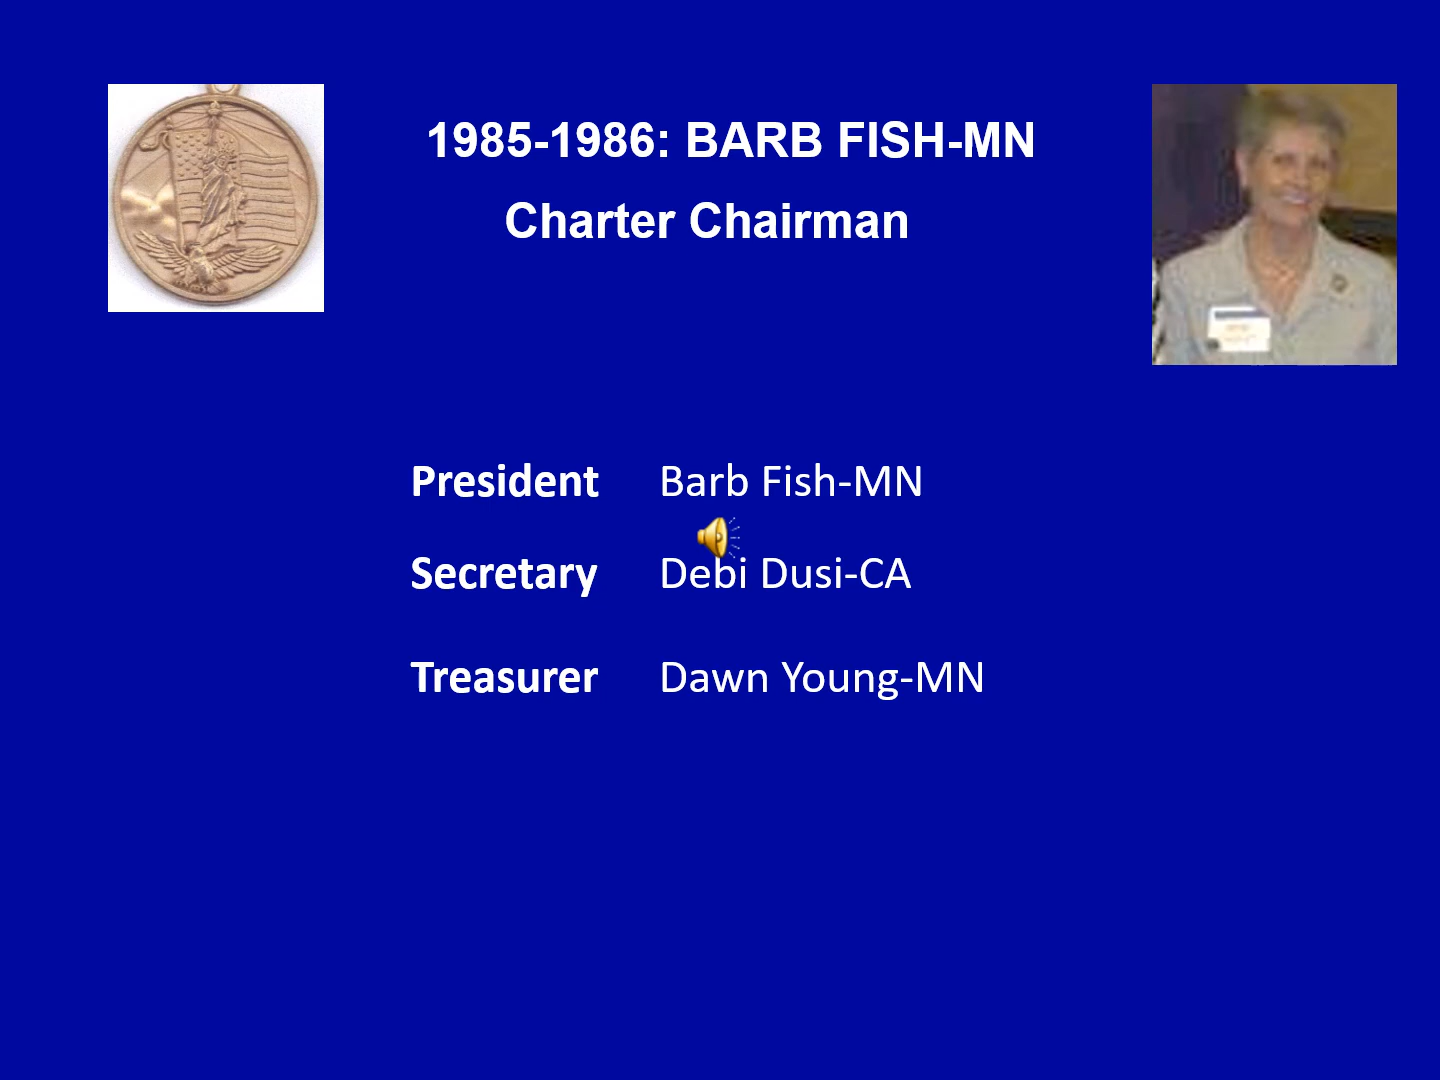 1985-1986: BARB FISH-MN
Charter Chairman
President Barb Fish-MN
Secretary Debi Dusi-CA
Treasurer Dawn Young-MN